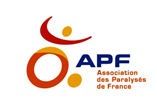 APF
Association
des Paralysés
de France